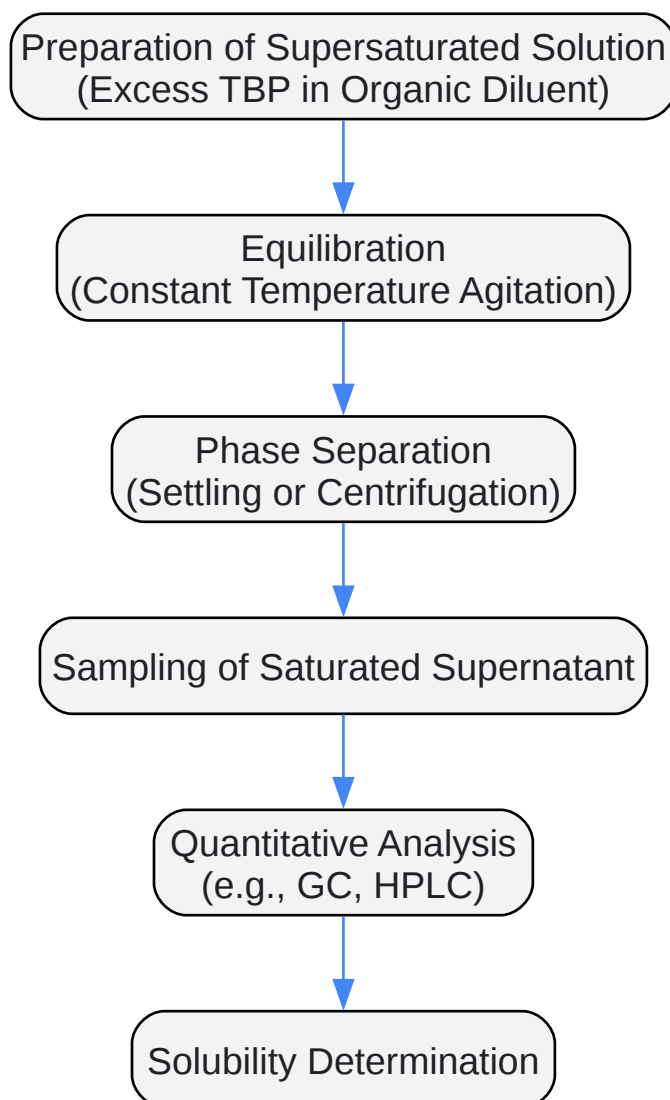 Preparation of Supersaturated Solution
(Excess TBP in Organic Diluent)
Equilibration
(Constant Temperature Agitation)
Phase Separation
(Settling or Centrifugation)
Sampling of Saturated Supernatant
Quantitative Analysis
(e.g., GC, HPLC)
Solubility Determination